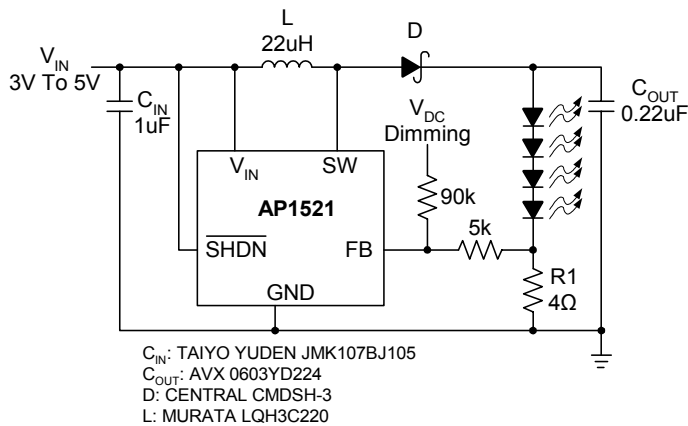 L
22uH
D
V_IN
3V To 5V
C_IN
1uF
C_OUT
0.22uF
V_DC
Dimming
V_IN
SW
AP1521
90k
5k
SHDN
FB
GND
R1
4Ω
C_IN: TAIYO YUDEN JMK107BJ105
C_OUT: AVX 0603YD224
D: CENTRAL CMDSH-3
L: MURATA LQH3C220